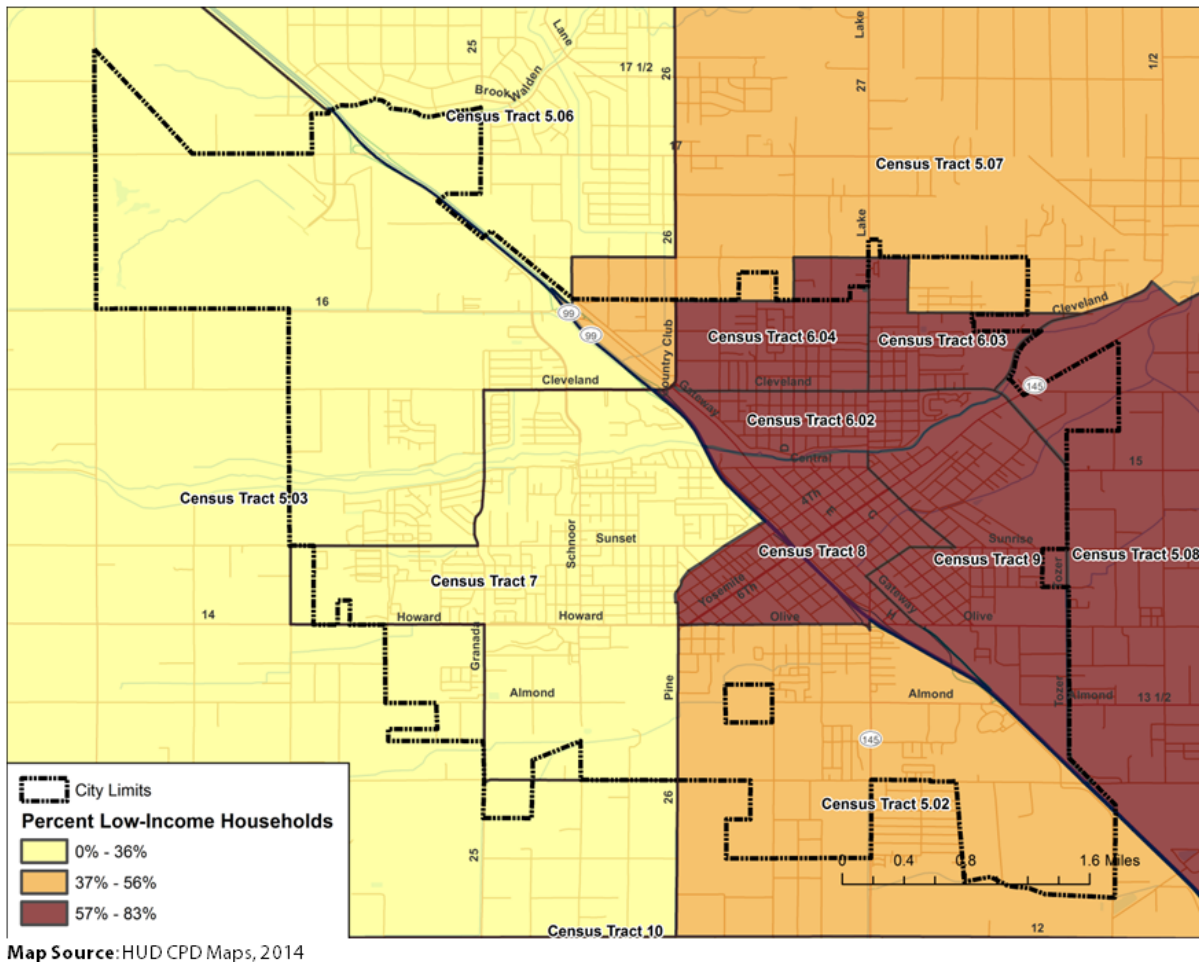 Lake
25
Lane
26
17 1/2
27
1/2
Brook
Walden
Census Tract 5.06
17
Census Tract 5.07
Lake
26
16
Cleveland
99
99
Country Club
Census Tract 6.04
Census Tract 6.03
Cleveland
Cleveland
145
Gateway
Census Tract 6.02
D
Central
15
Census Tract 5.03
4Th
E
C
Schnoor
Sunset
Sunrise
Census Tract 8
Census Tract 9
Census Tract 5.08
Tozer
Census Tract 7
Yosemite
6Th
Gateway
14
Howard
Howard
Olive
H
Olive
Granada
Almond
Pine
Almond
Tozer
Almond
13 1/2
145
26
Census Tract 5.02
25
0 0.4 0.8 1.6 Miles
Census Tract 10
12
City Limits
Percent Low-Income Households
0% - 36%
37% - 56%
57% - 83%
Map Source: HUD CPD Maps, 2014